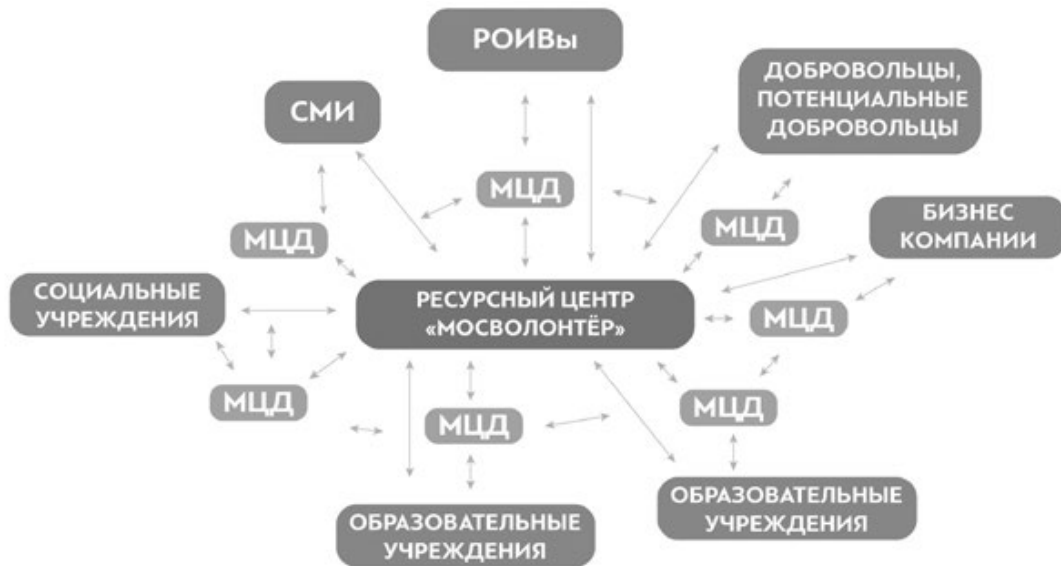 РОИВы
ДОБРОВОЛЬЦЫ,
ПОТЕНЦИАЛЬНЫЕ
ДОБРОВОЛЬЦЫ
СМИ
МЦД
МЦД
МЦД
БИЗНЕС
КОМПАНИИ
СОЦИАЛЬНЫЕ
УЧРЕЖДЕНИЯ
РЕСУРСНЫЙ ЦЕНТР
«МОСВОЛОНТЁР»
МЦД
МЦД
МЦД
МЦД
ОБРАЗОВАТЕЛЬНЫЕ
УЧРЕЖДЕНИЯ
ОБРАЗОВАТЕЛЬНЫЕ
УЧРЕЖДЕНИЯ